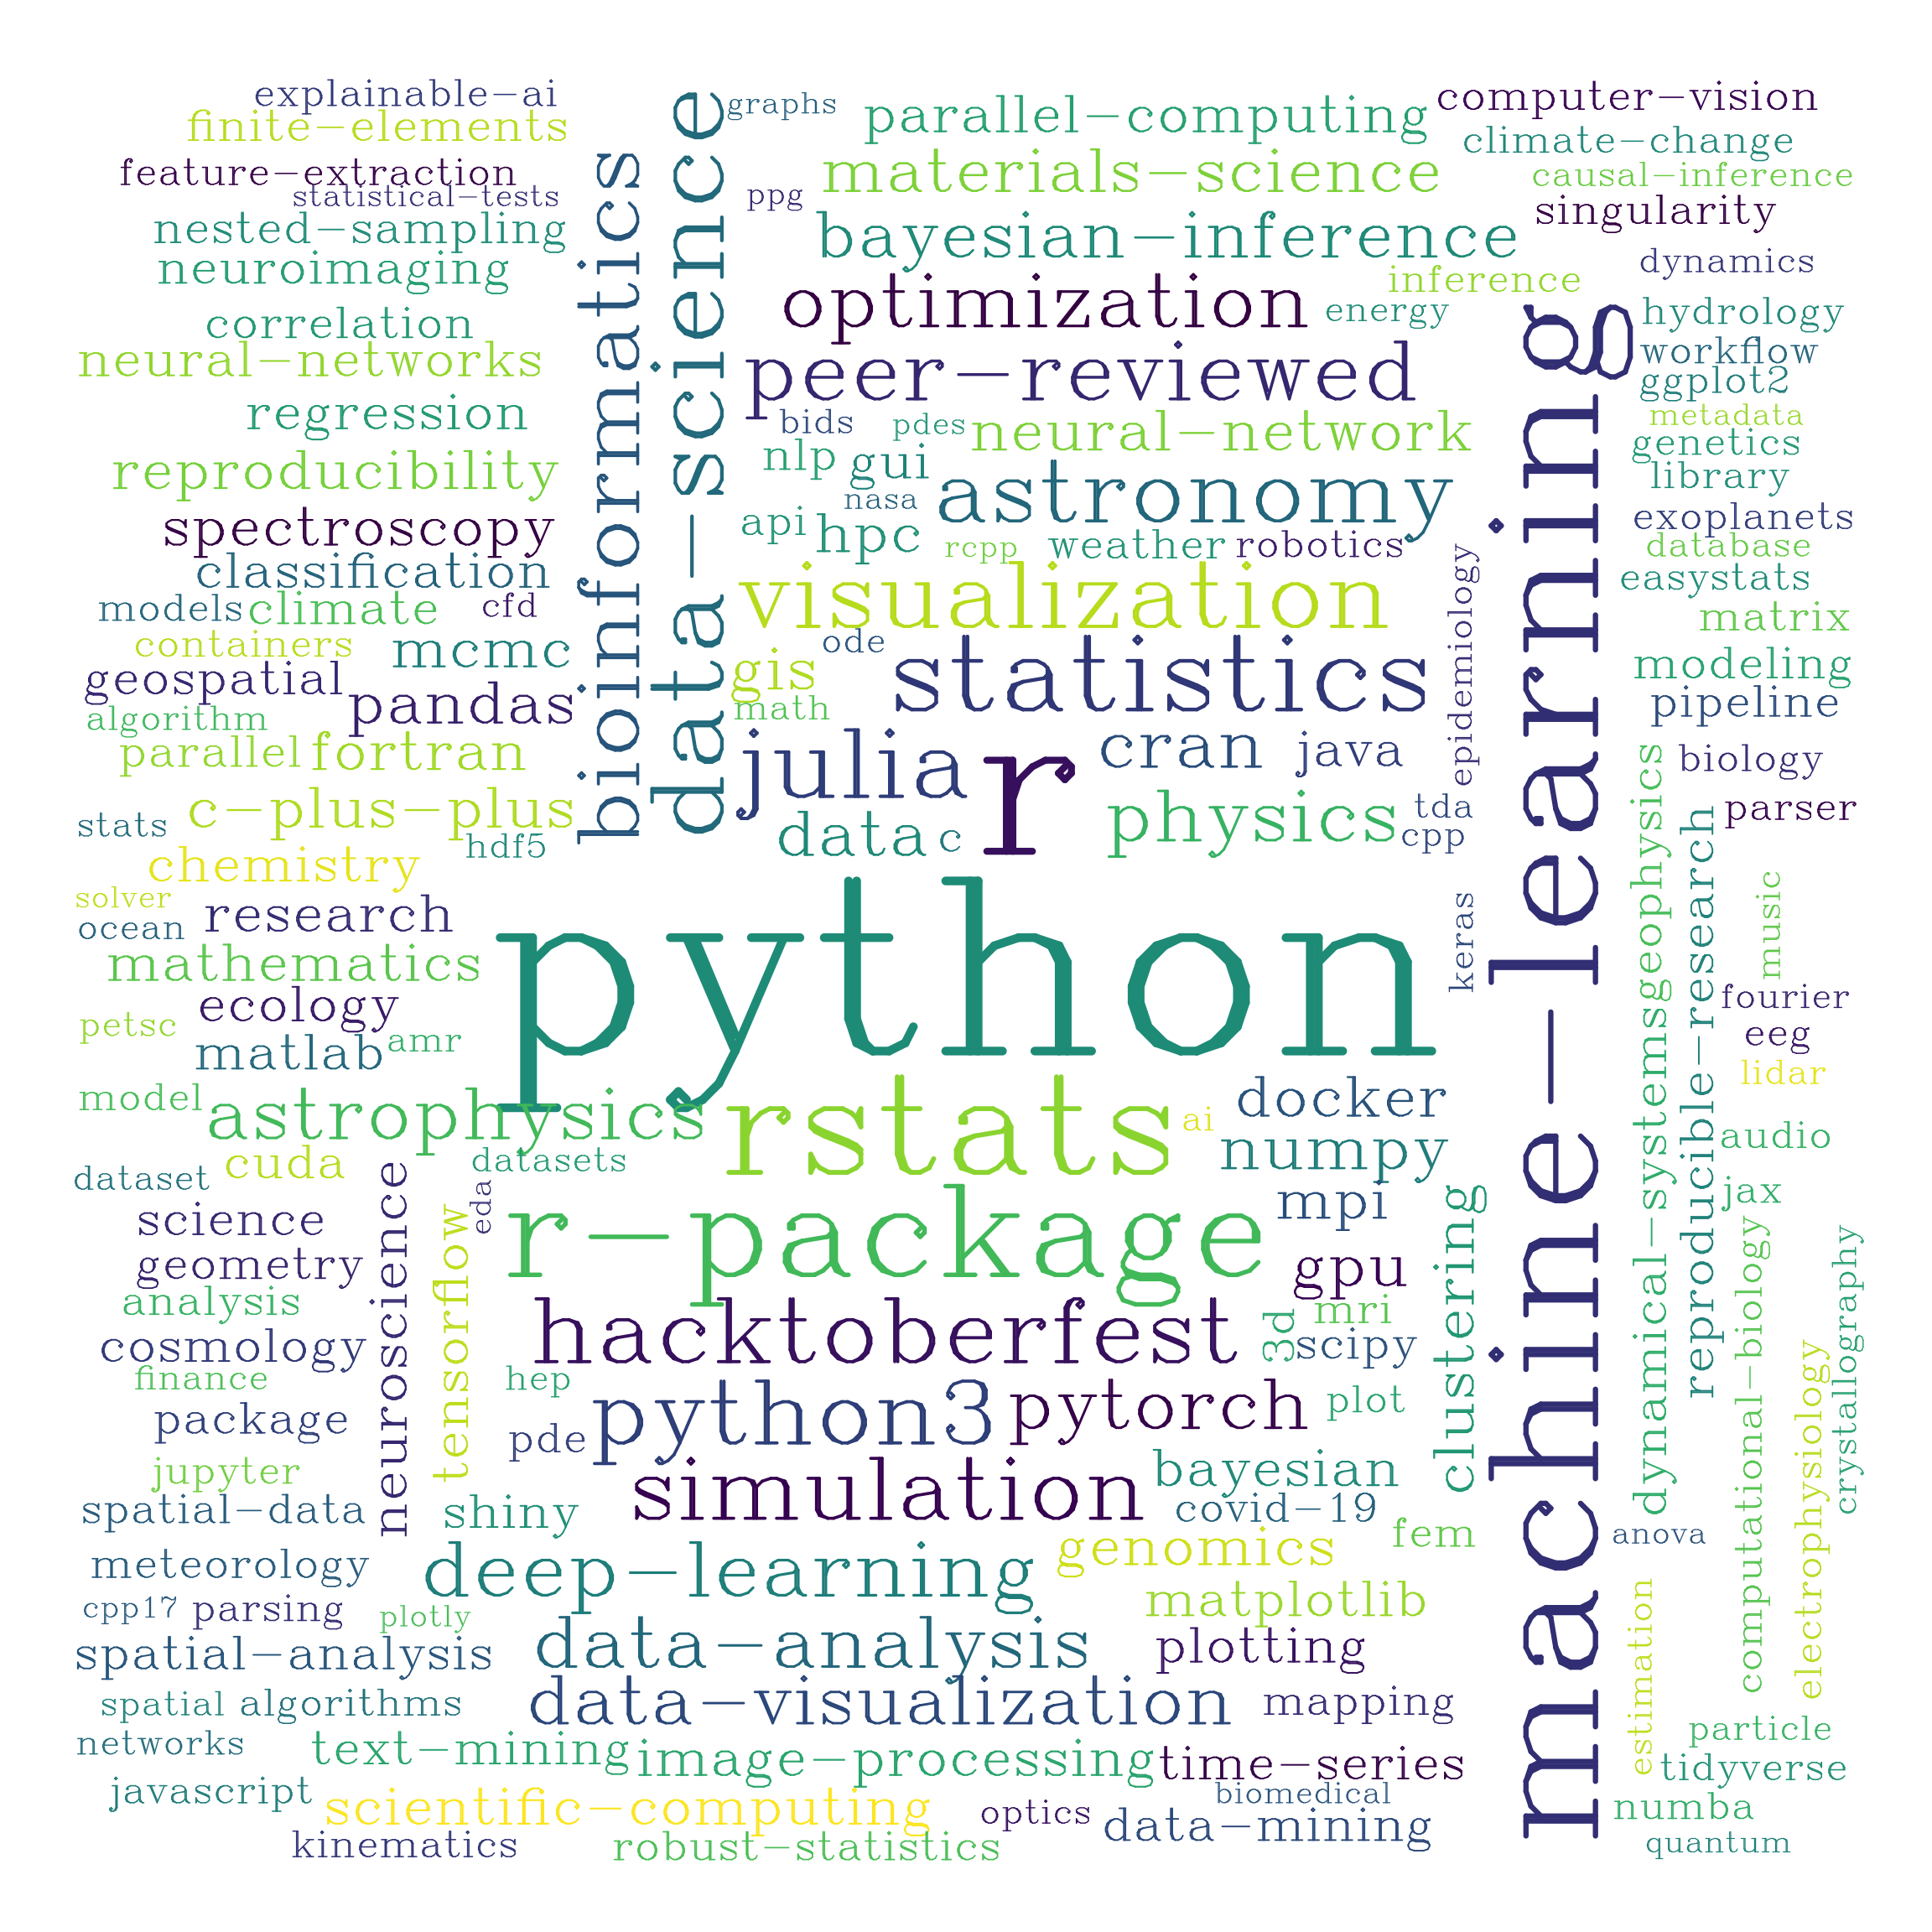 explainable-ai
finite-elements
feature-extraction
statistical-tests
nested-sampling
neuroimaging
correlation
neural-networks
regression
reproducibility
spectroscopy
classification
models
climate
cfd
containers
mcmc
geospatial
pandas
algorithm
parallel
fortran
c-plus-plus
stats
hdf5
chemistry
solver
ocean
research
mathematics
ecology
petsc
matlab
amr
model
astrophysics
bioinformatics
data-science
graphs
ppg
parallel-computing
materials-science
bayesian-inference
optimization
peer-reviewed
bids
pdes
neural-network
nlp
gui
nasa
astronomy
api
hpc
rcpp
weather
robotics
visualization
ode
gis
math
statistics
julia
r
cran
java
data
c
physics
tda
cpp
epidemiology
computer-vision
climate-change
causal-inference
singularity
dynamics
inference
energy
hydrology
workflow
ggplot2
metadata
genetics
library
exoplanets
database
easystats
matrix
modeling
pipeline
biology
parser
machine-learning
geophysics
reproducible-research
music
keras
fourier
eeg
lidar
audio
jax
python
rstats
ai
docker
numpy
r-package
mpi
gpu
mri
3d
scipy
clustering
hacktoberfest
python3
pytorch
plot
simulation
bayesian
covid-19
fem
anova
deep-learning
genomics
matplotlib
data-analysis
plotting
data-visualization
mapping
dynamical-systems
computational-biology
electrophysiology
crystallography
estimation
particle
tidyverse
numba
quantum
dataset
cuda
datasets
eda
science
geometry
analysis
cosmology
finance
package
jupyter
neuroscience
tensorflow
hep
pde
spatial-data
shiny
meteorology
cpp17
parsing
plotly
spatial-analysis
spatial
algorithms
networks
text-mining
image-processing
time-series
javascript
scientific-computing
optics
biomedical
data-mining
kinematics
robust-statistics